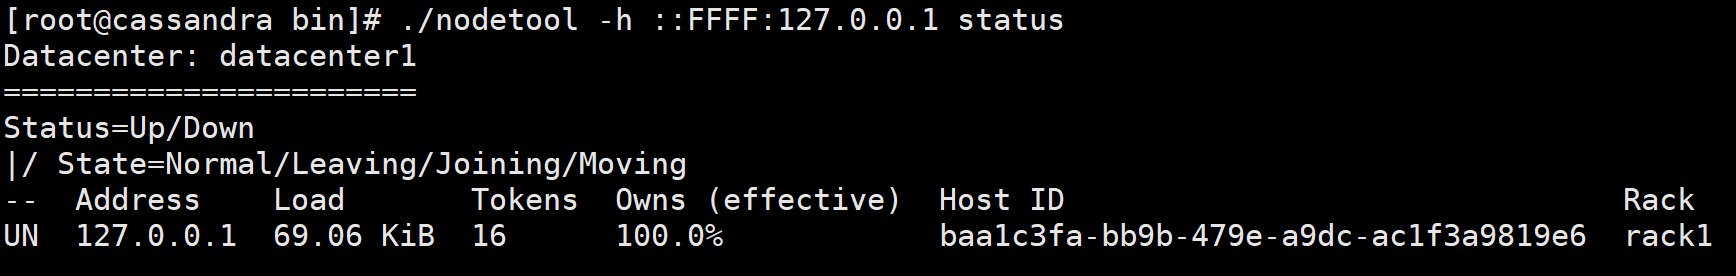 [root@cassandra bin]# ./nodetool -h ::FFFF:127.0.0.1 status
Datacenter: datacenter1
=======================
Status=Up/Down
|/ State=Normal/Leaving/Joining/Moving
--  Address    Load       Tokens  Owns (effective)  Host ID                               Rack
UN  127.0.0.1  69.06 KiB  16      100.0%            baa1c3fa-bb9b-479e-a9dc-ac1f3a9819e6  rack1